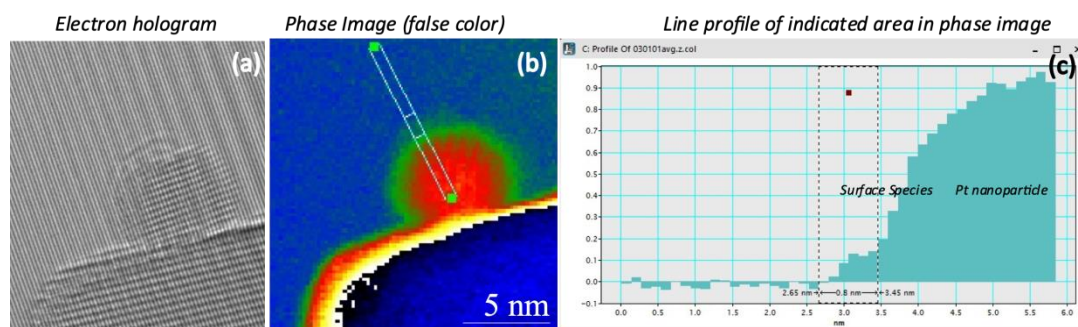 Electron hologram
Phase Image (false color)
Line profile of indicated area in phase image
(a)
(b)
5 nm
C: Profile Of 030101avg.z.col
(c)
1.0
0.9
0.8
0.7
0.6
0.5
0.4
0.3
0.2
0.1
-0.0
-0.1
Surface Species
Pt nanoparticle
2.65 nm
0.8 nm
3.45 nm
0.0 0.5 1.0 1.5 2.0 2.5 3.0 3.5 4.0 4.5 5.0 5.5 6.0
nm